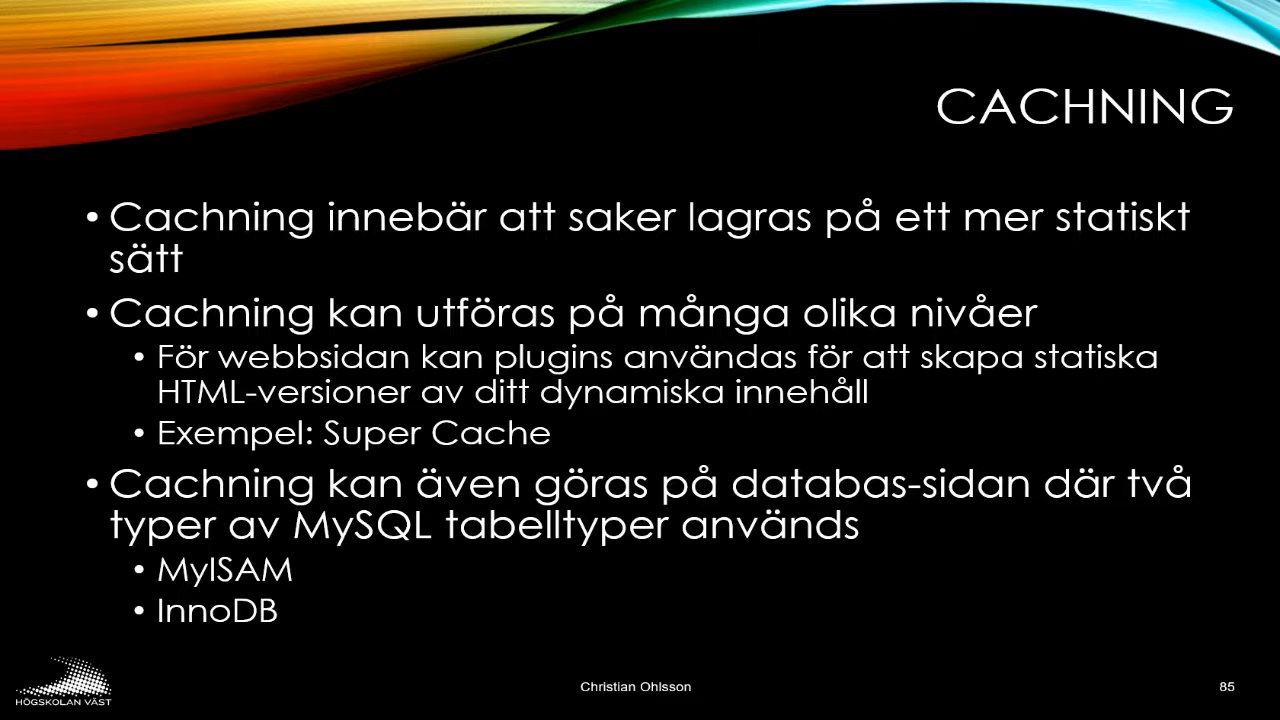 CACHNING
• Cachning innebär att saker lagras på ett mer statiskt
sätt
• Cachning kan utföras på många olika nivåer
• För webbsidan kan plugins användas för att skapa statiska
HTML-versioner av ditt dynamiska innehåll
• Exempel: Super Cache
• Cachning kan även göras på databas-sidan där två
typer av MySQL tabelltyper används
• MyISAM
• InnoDB
HÖGSKOLAN VÄST
Christian Ohlsson
85